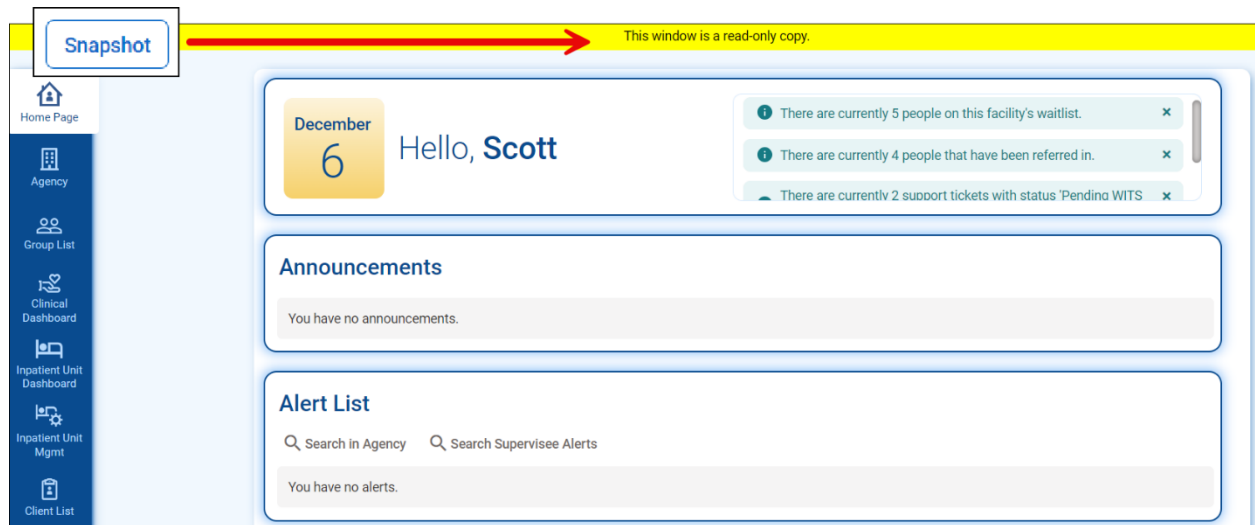 Snapshot
This window is a read-only copy.
Home Page
Agency
Group List
Clinical
Dashboard
Inpatient Unit
Dashboard
Inpatient Unit
Mgmt
Client List
December
6
Hello, Scott
There are currently 5 people on this facility's waitlist.
There are currently 4 people that have been referred in.
There are currently 2 support tickets with status 'Pending WITS
Announcements
You have no announcements.
Alert List
Search in Agency
Search Supervisee Alerts
You have no alerts.